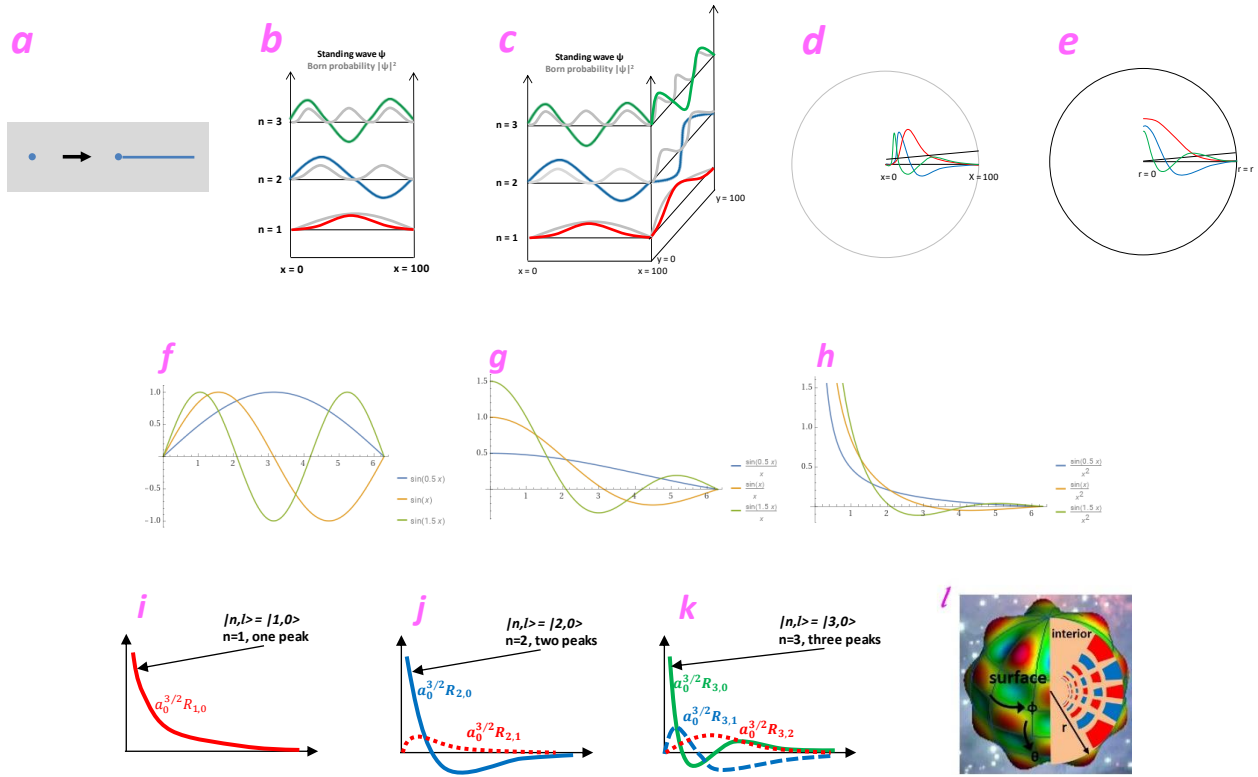 a
b
Standing wave ψ
Born probability |ψ|²
n = 3
n = 2
n = 1
x = 0
x = 100
c
Standing wave ψ
Born probability |ψ|²
n = 3
n = 2
n = 1
y = 100
y = 0
x = 0
x = 100
d
x= 0
X = 100
e
r = 0
r = r
f
1.0
0.5
-0.5
-1.0
1 2 3 4 5 6
sin(0.5 x)
sin(x)
sin(1.5 x)
g
1.5
1.0
0.5
1 2 3 4 5 6
sin(0.5 x)/x
sin(x)/x
sin(1.5 x)/x
h
1.5
1.0
0.5
1 2 3 4 5 6
sin(0.5 x)/x²
sin(x)/x²
sin(1.5 x)/x²
i
|n,l>= |1,0>
n=1, one peak
a₀^3/2 R₁,₀
j
|n,l>= |2,0>
n=2, two peaks
a₀^3/2 R₂,₀
a₀^3/2 R₂,₁
k
|n,l>= |3,0>
n=3, three peaks
a₀^3/2 R₃,₀
a₀^3/2 R₃,₁
a₀^3/2 R₃,₂
l
interior
surface
Φ
r
θ